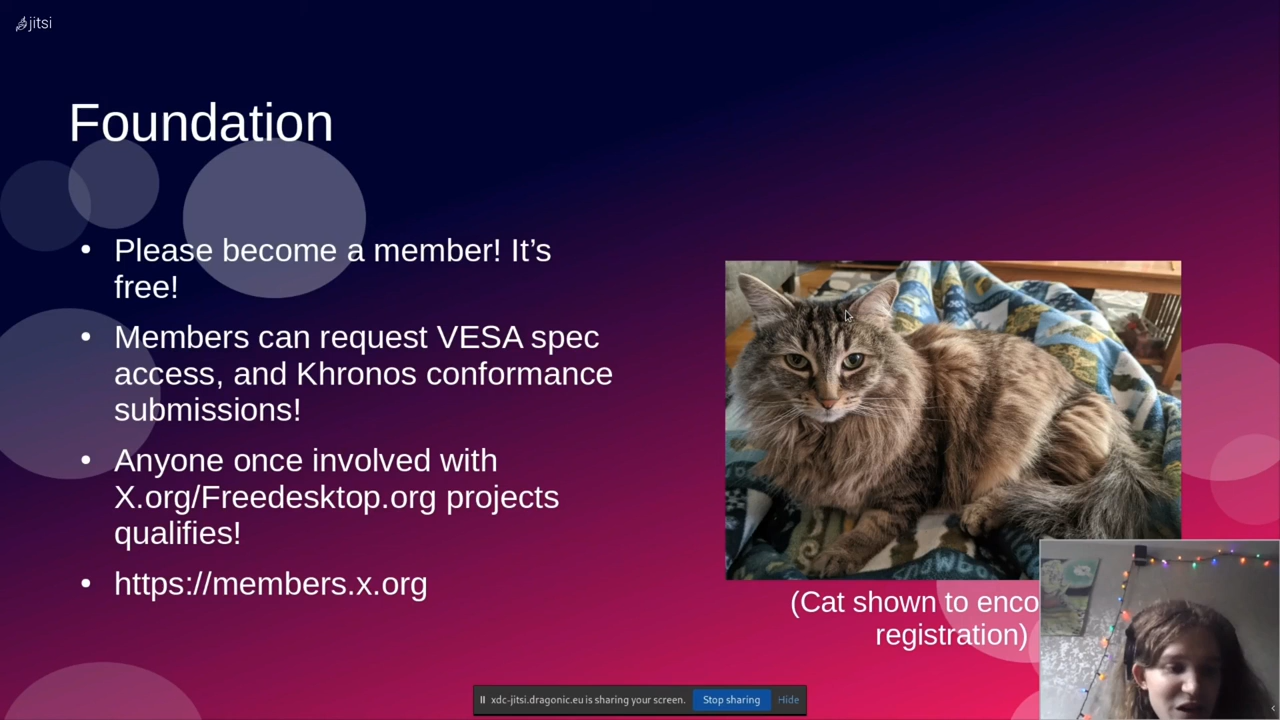 jitsi
Foundation
• Please become a member! It’s
free!
• Members can request VESA spec
access, and Khronos conformance
submissions!
• Anyone once involved with
X.org/Freedesktop.org projects
qualifies!
• https://members.x.org
(Cat shown to enco
registration)
xdc-jitsi.dragonic.eu is sharing your screen. Stop sharing Hide